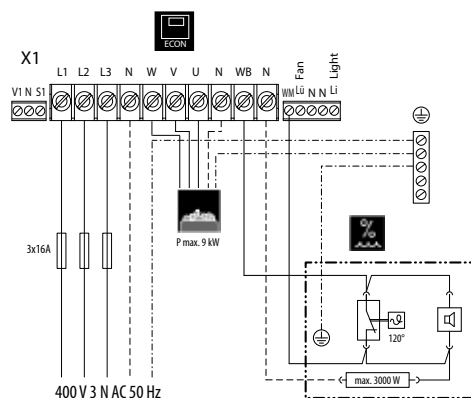 ECON
X1
V1 N S1
L1 L2 L3 N W V U N WB N
WM Lü N N Li
Fan
Light
3x16A
P max. 9 kW
%
120°
max. 3000 W
400 V 3 N AC 50 Hz